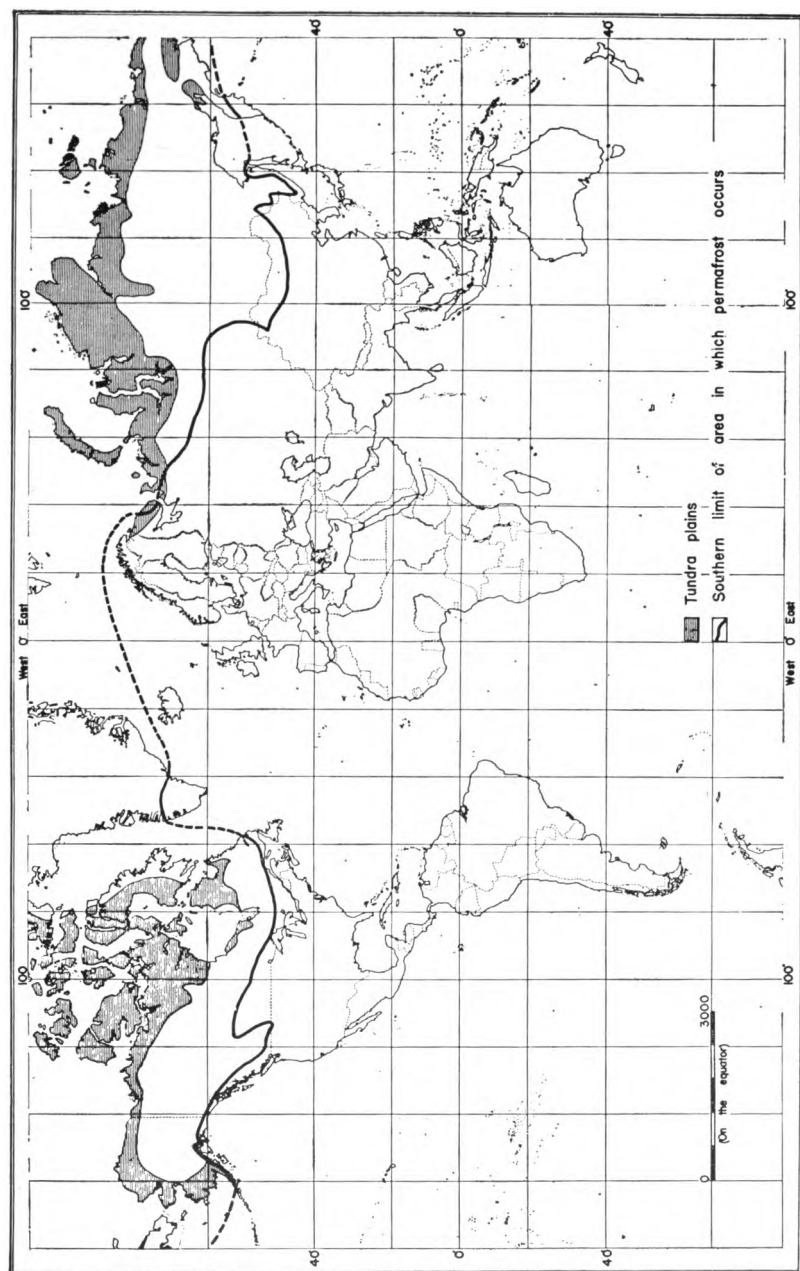 100°
West 0° East
100°
40°
40°
0°
0°
40°
40°
Tundra plains
Southern limit of area in which permafrost occurs
0 3000
(On the equator)
100°
West 0° East
100°